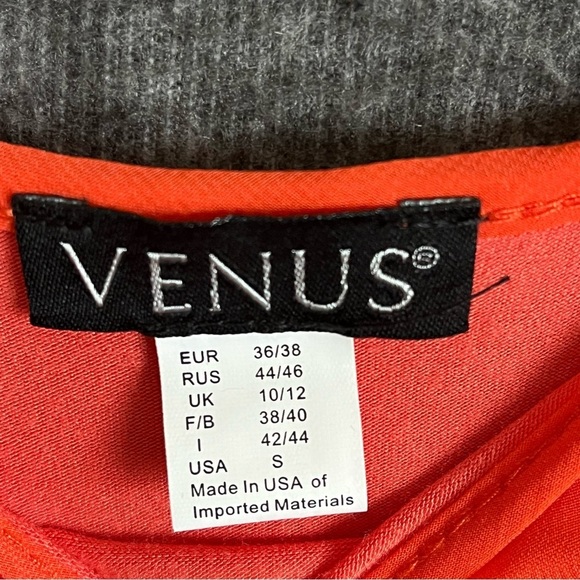 VENUS®
EUR 36/38
RUS 44/46
UK 10/12
F/B 38/40
I 42/44
USA S
Made In USA of
Imported Materials